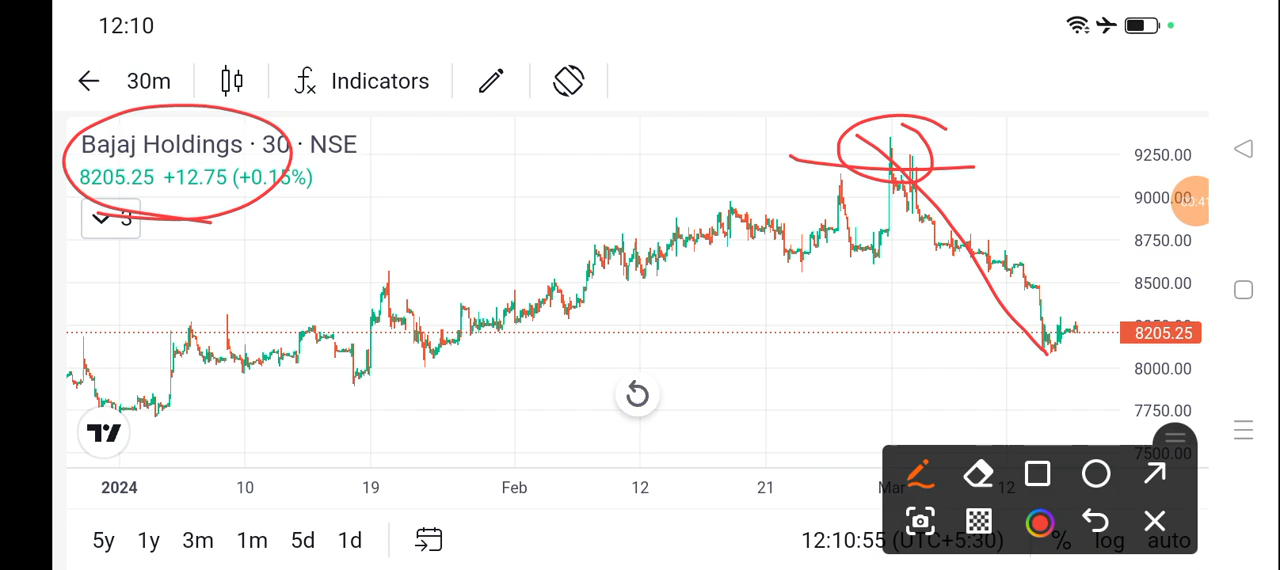 12:10
30m
Indicators
Bajaj Holdings · 30 · NSE
8205.25 +12.75 (+0.15%)
3
9250.00
9000.00
8750.00
8500.00
8205.25
8000.00
7750.00
7500.00
2024 10 19 Feb 12 21 Mar 12
5y 1y 3m 1m 5d 1d
12:10:55 (UTC+5:30) % log auto